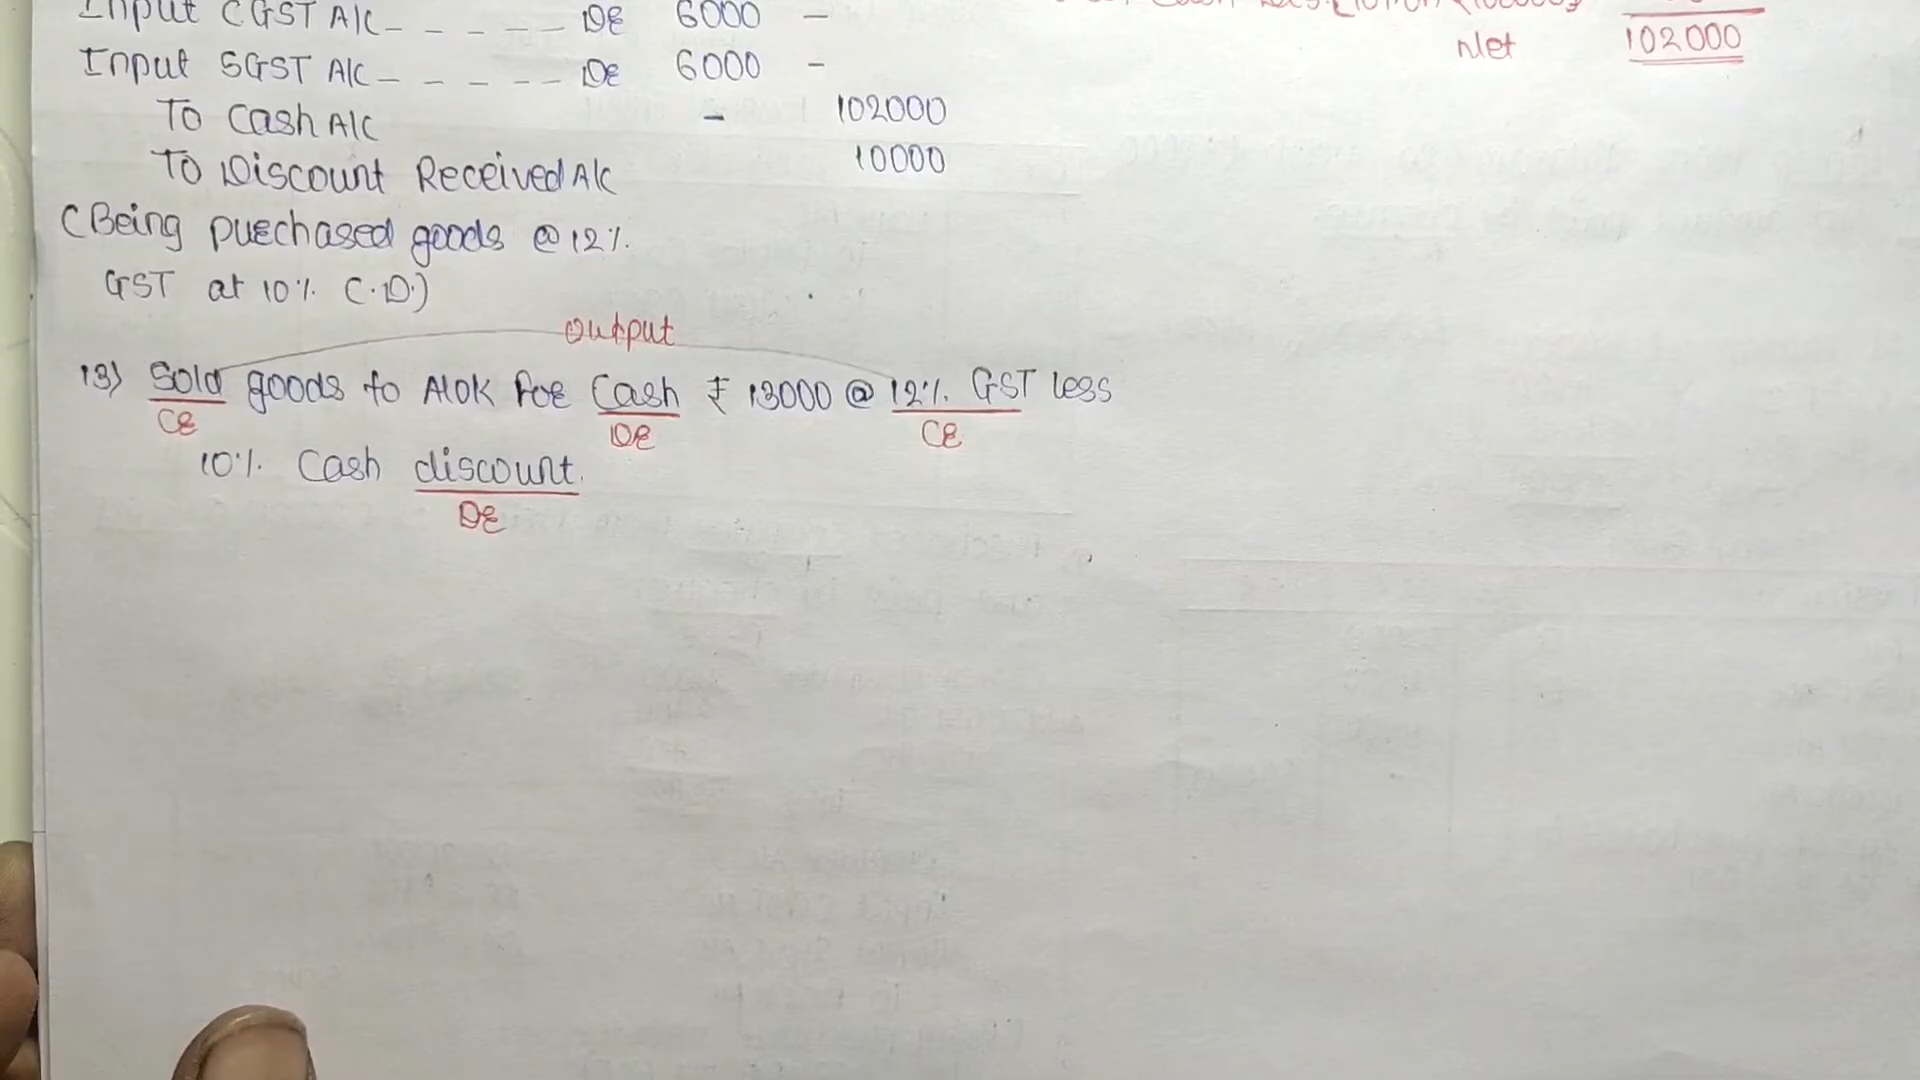 Input CGST A/C - - - - - Dr 6000 -
Input SGST A/C - - - - - Dr 6000 -
To Cash A/C - 102000
To Discount Received A/C 10000
(Being purchased goods @ 12%.
GST at 10%. C.D.)
Net 102000
Output
13) Sold goods to Alok for Cash ₹ 13000 @ 12%. GST less
Cr Dr Cr
10%. Cash discount.
Dr